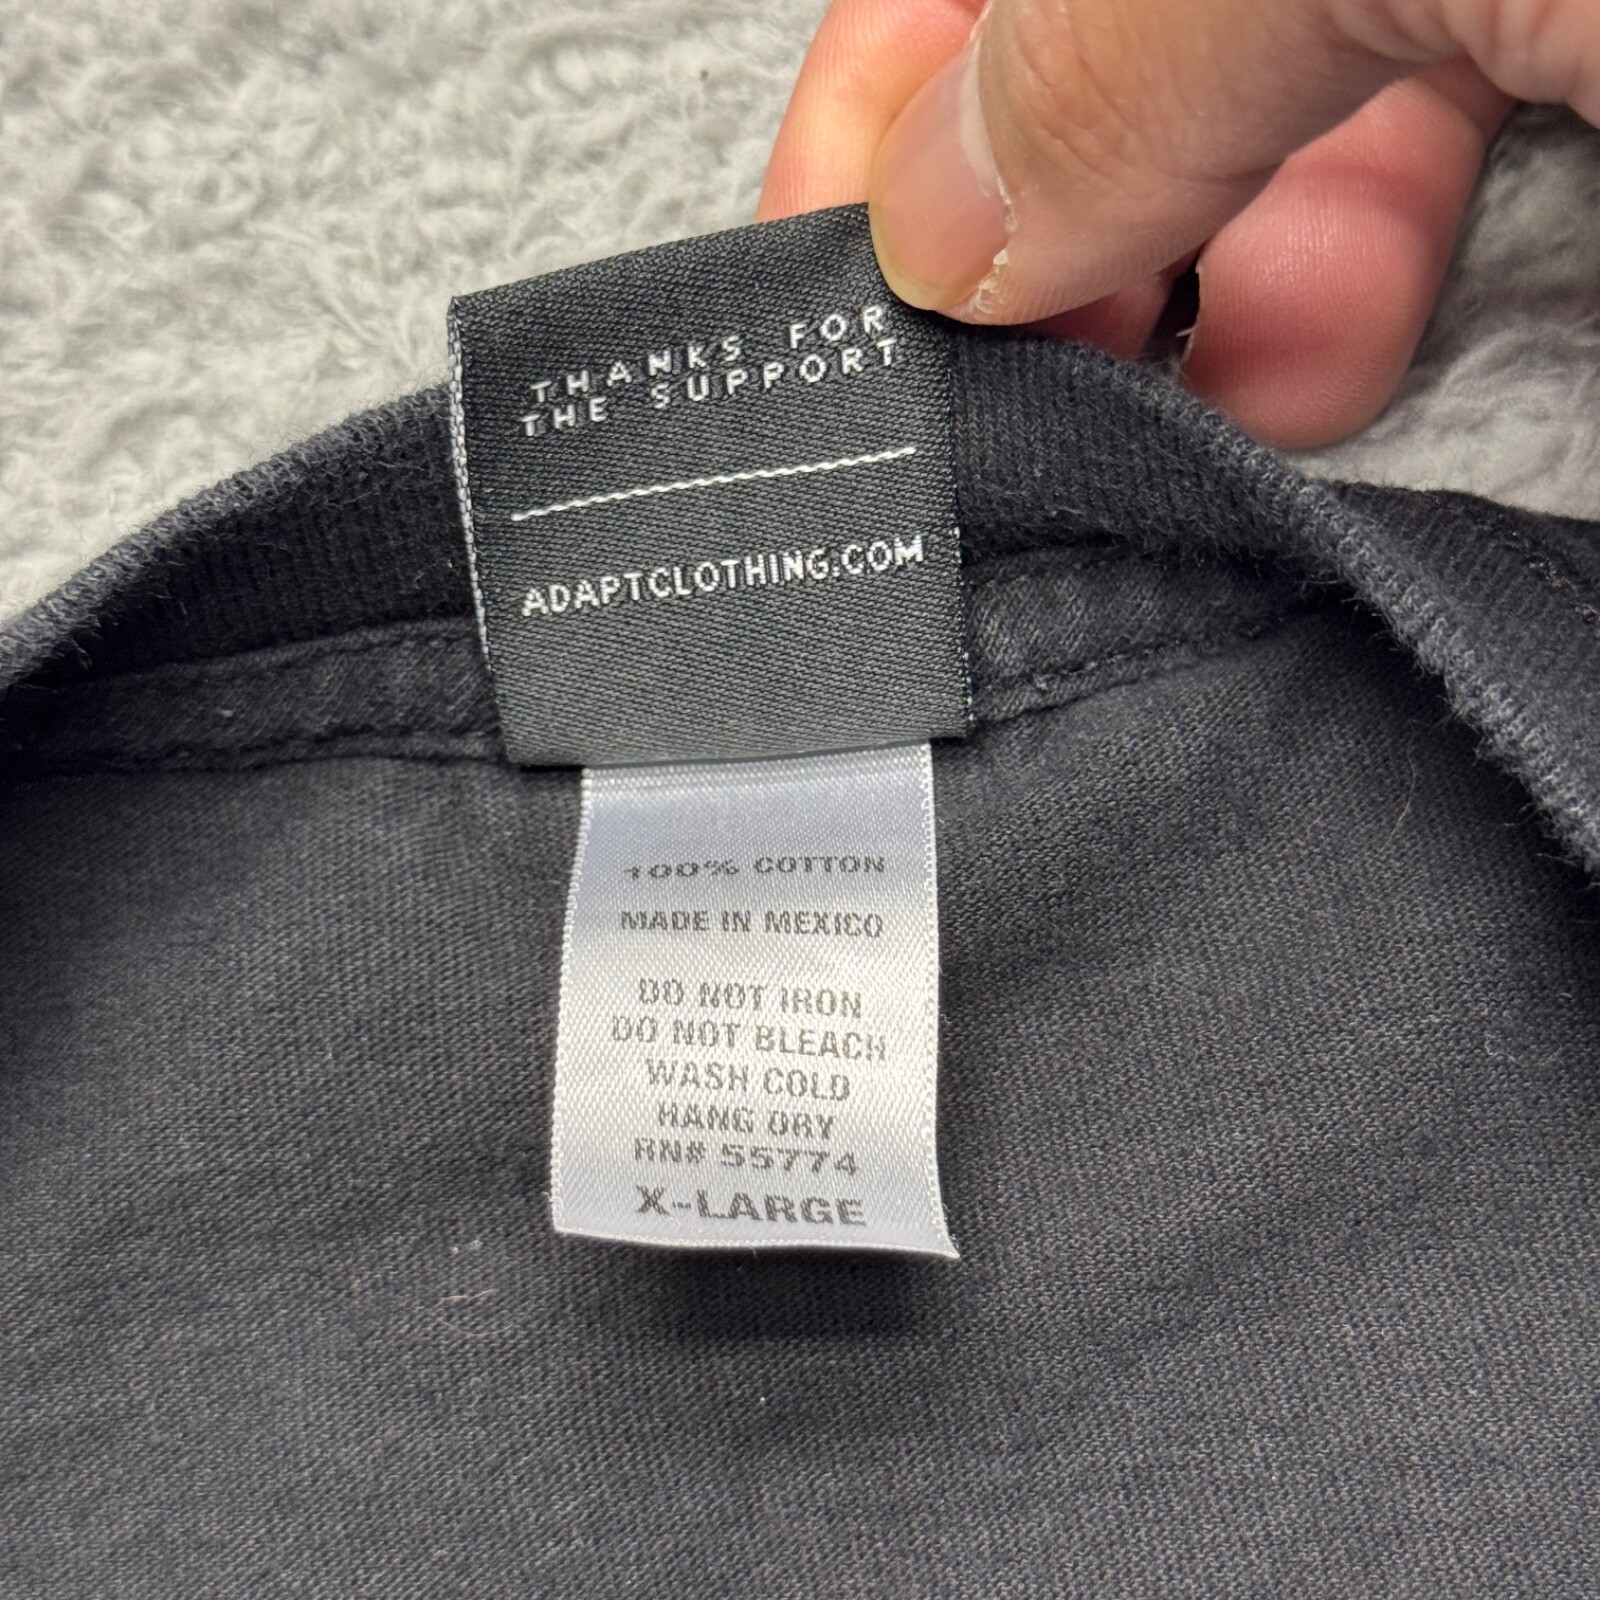 THANKS FOR
THE SUPPORT
ADAPTCLOTHING.COM
100% COTTON
MADE IN MEXICO
DO NOT IRON
DO NOT BLEACH
WASH COLD
HANG DRY
RN# 55774
X-LARGE